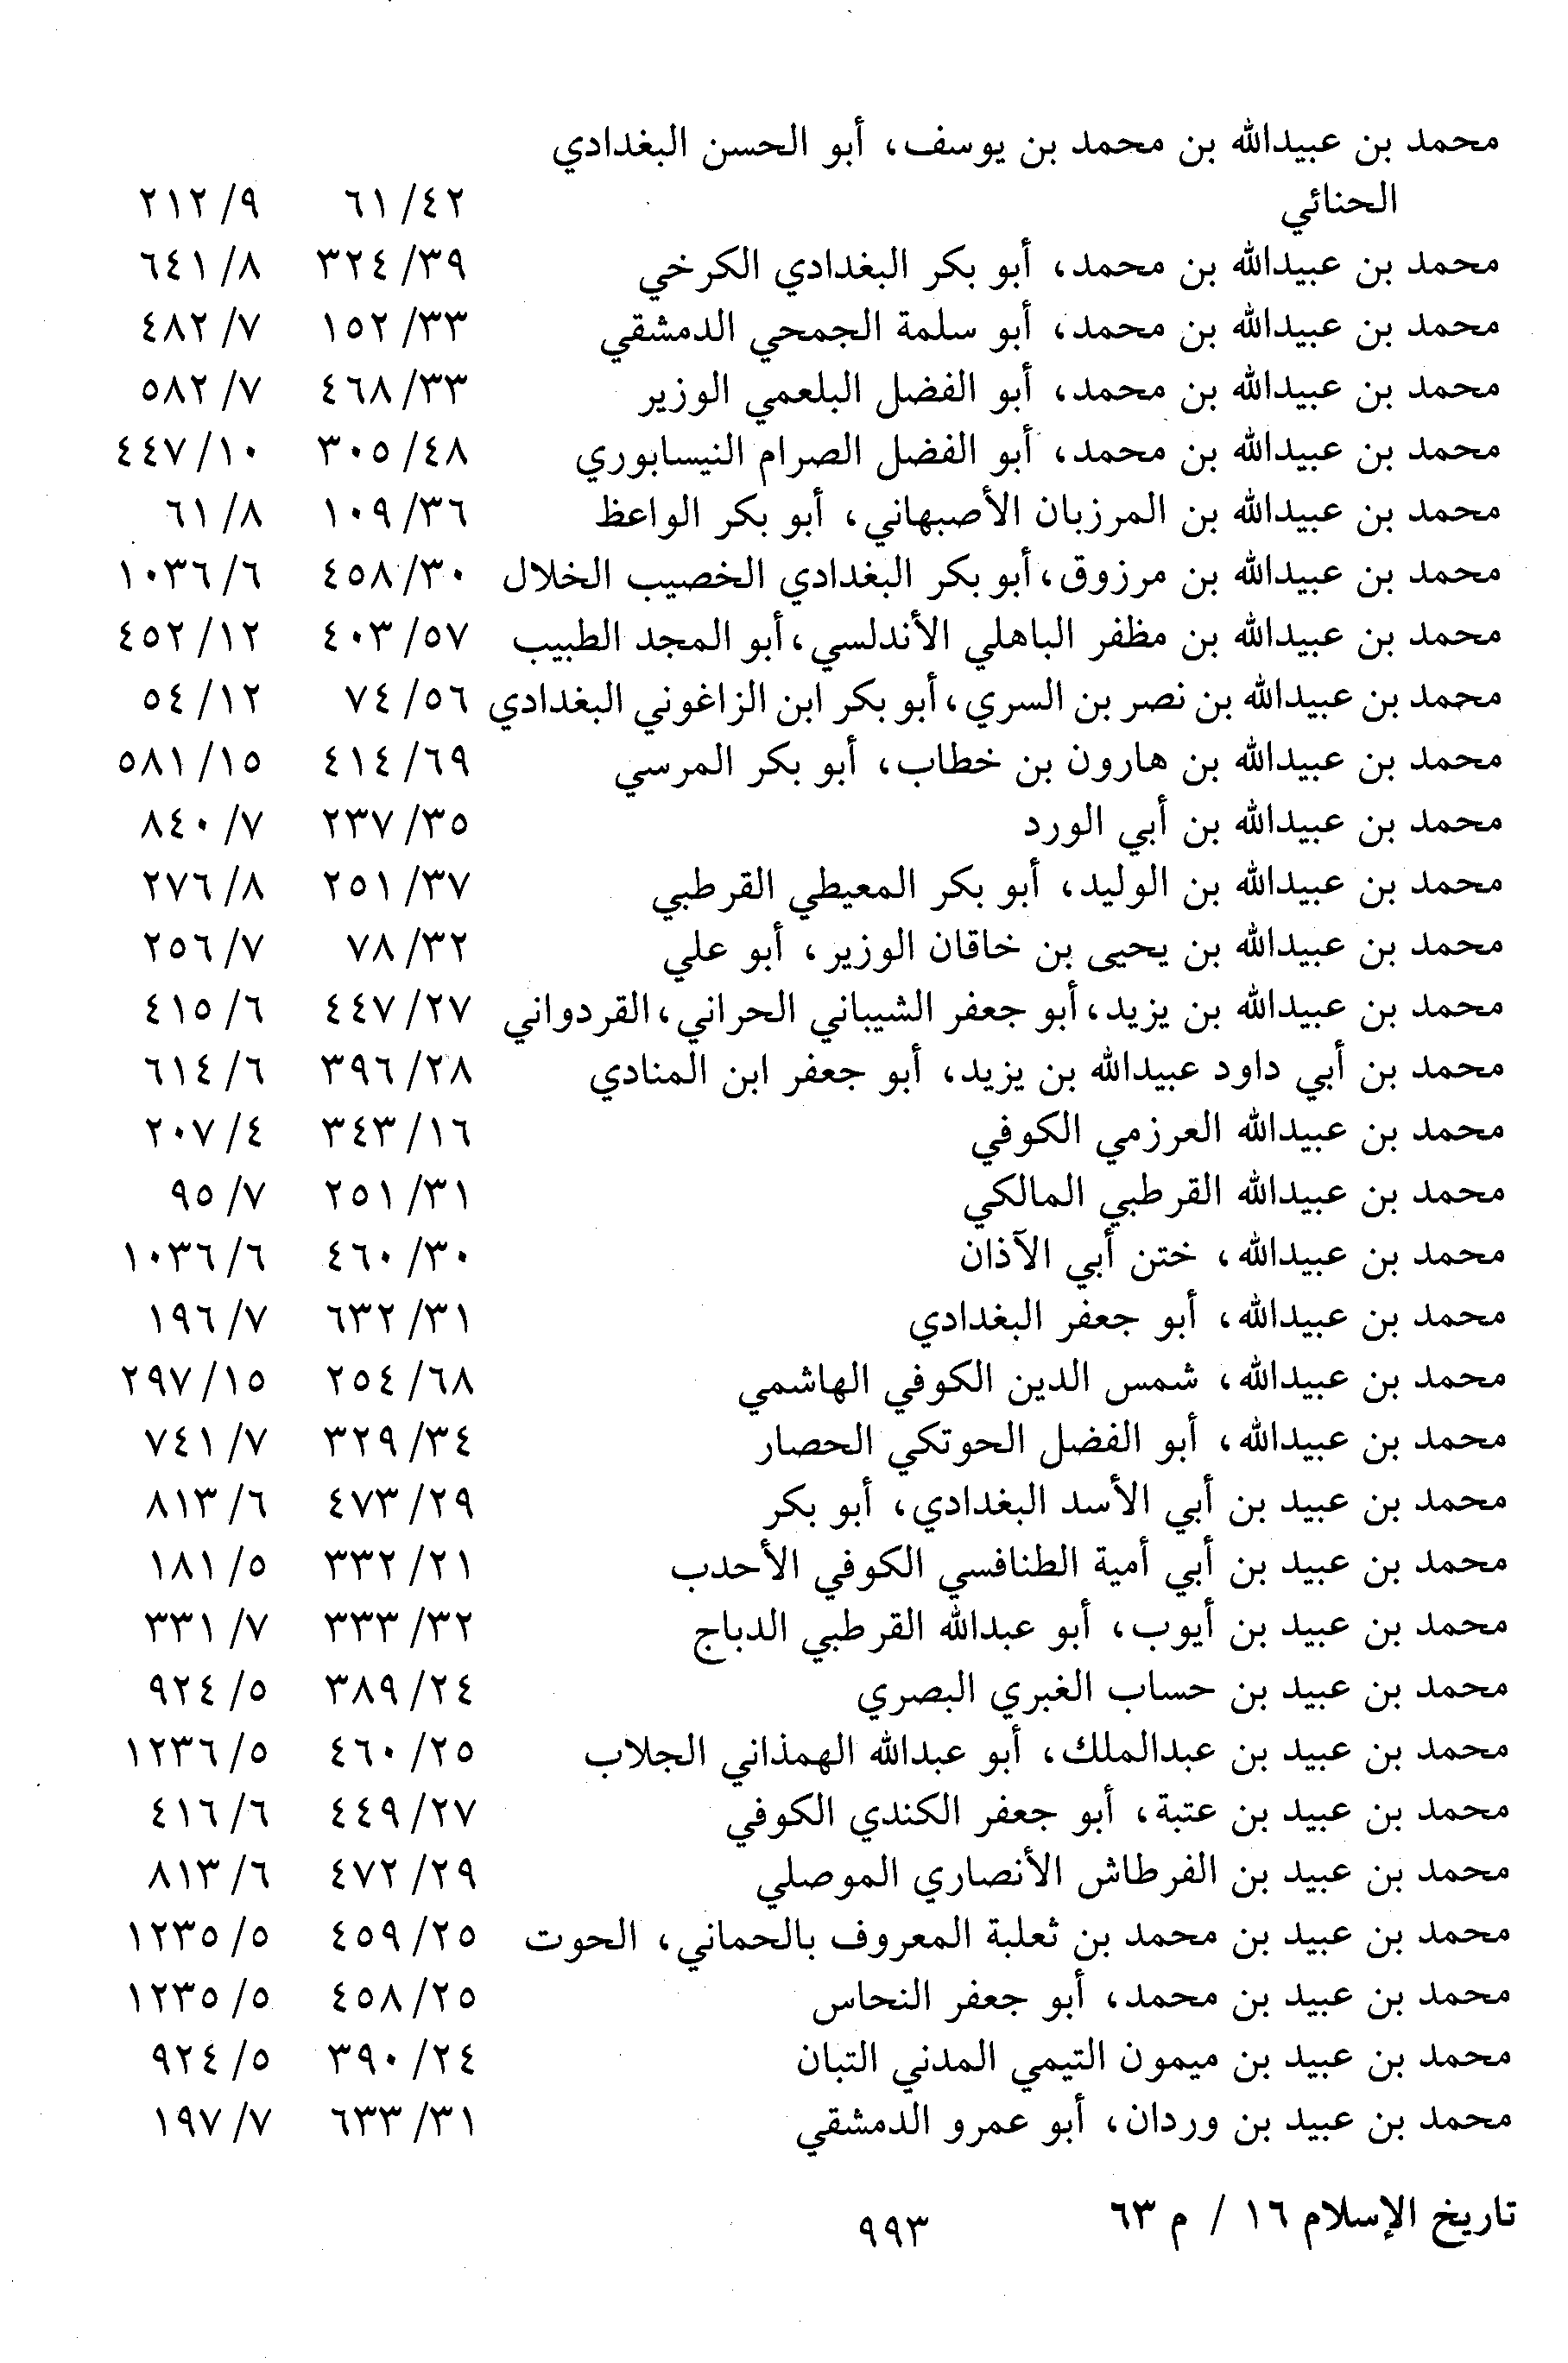 محمد بن عبيدالله بن محمد بن يوسف، أبو الحسن البغدادي
الحنائي ٤٢/ ٦١ ٩/ ٢١٢
محمد بن عبيدالله بن محمد، أبو بكر البغدادي الكرخي ٣٩/ ٣٢٤ ٨/ ٦٤١
محمد بن عبيدالله بن محمد، أبو سلمة الجمحي الدمشقي ٣٣/ ١٥٢ ٧/ ٤٨٢
محمد بن عبيدالله بن محمد، أبو الفضل البلعمي الوزير ٣٣/ ٤٦٨ ٧/ ٥٨٢
محمد بن عبيدالله بن محمد، أبو الفضل الصرام النيسابوري ٤٨/ ٣٠٥ ١٠/ ٤٤٧
محمد بن عبيدالله بن المرزبان الأصبهاني، أبو بكر الواعظ ٣٦/ ١٠٩ ٨/ ٦١
محمد بن عبيدالله بن مرزوق، أبو بكر البغدادي الخصيب الخلال ٣٠/ ٤٥٨ ٦/ ١٠٣٦
محمد بن عبيدالله بن مظفر الباهلي الأندلسي، أبو المجد الطبيب ٥٧/ ٤٠٣ ١٢/ ٤٥٢
محمد بن عبيدالله بن نصر بن السري، أبو بكر ابن الزاغوني البغدادي ٥٦/ ٧٤ ١٢/ ٥٤
محمد بن عبيدالله بن هارون بن خطاب، أبو بكر المرسي ٦٩/ ٤١٤ ١٥/ ٥٨١
محمد بن عبيدالله بن أبي الورد ٣٥/ ٢٣٧ ٧/ ٨٤٠
محمد بن عبيدالله بن الوليد، أبو بكر المعيطي القرطبي ٣٧/ ٢٥١ ٨/ ٢٧٦
محمد بن عبيدالله بن يحيى بن خاقان الوزير، أبو علي ٣٢/ ٧٨ ٧/ ٢٥٦
محمد بن عبيدالله بن يزيد، أبو جعفر الشيباني الحراني، القردواني ٢٧/ ٤٤٧ ٦/ ٤١٥
محمد بن أبي داود عبيدالله بن يزيد، أبو جعفر ابن المنادي ٢٨/ ٣٩٦ ٦/ ٦١٤
محمد بن عبيدالله العرزمي الكوفي ١٦/ ٣٤٣ ٤/ ٢٠٧
محمد بن عبيدالله القرطبي المالكي ٣١/ ٢٥١ ٧/ ٩٥
محمد بن عبيدالله، ختن أبي الآذان ٣٠/ ٤٦٠ ٦/ ١٠٣٦
محمد بن عبيدالله، أبو جعفر البغدادي ٣١/ ٦٣٢ ٧/ ١٩٦
محمد بن عبيدالله، شمس الدين الكوفي الهاشمي ٦٨/ ٢٥٤ ١٥/ ٢٩٧
محمد بن عبيدالله، أبو الفضل الحوتكي الحصار ٣٤/ ٣٢٩ ٧/ ٧٤١
محمد بن عبيد بن أبي الأسد البغدادي، أبو بكر ٢٩/ ٤٧٣ ٦/ ٨١٣
محمد بن عبيد بن أبي أمية الطنافسي الكوفي الأحدب ٢١/ ٣٣٢ ٥/ ١٨١
محمد بن عبيد بن أيوب، أبو عبدالله القرطبي الدباج ٣٢/ ٣٣٣ ٧/ ٣٣١
محمد بن عبيد بن حساب الغبري البصري ٢٤/ ٣٨٩ ٥/ ٩٢٤
محمد بن عبيد بن عبدالملك، أبو عبدالله الهمذاني الجلاب ٢٥/ ٤٦٠ ٥/ ١٢٣٦
محمد بن عبيد بن عتبة، أبو جعفر الكندي الكوفي ٢٧/ ٤٤٩ ٦/ ٤١٦
محمد بن عبيد بن الفرطاش الأنصاري الموصلي ٢٩/ ٤٧٢ ٦/ ٨١٣
محمد بن عبيد بن محمد بن ثعلبة المعروف بالحماني، الحوت ٢٥/ ٤٥٩ ٥/ ١٢٣٥
محمد بن عبيد بن محمد، أبو جعفر النحاس ٢٥/ ٤٥٨ ٥/ ١٢٣٥
محمد بن عبيد بن ميمون التيمي المدني التبان ٢٤/ ٣٩٠ ٥/ ٩٢٤
محمد بن عبيد بن وردان، أبو عمرو الدمشقي ٣١/ ٦٣٣ ٧/ ١٩٧
تاريخ الإسلام ١٦ / م ٦٣
٩٩٣